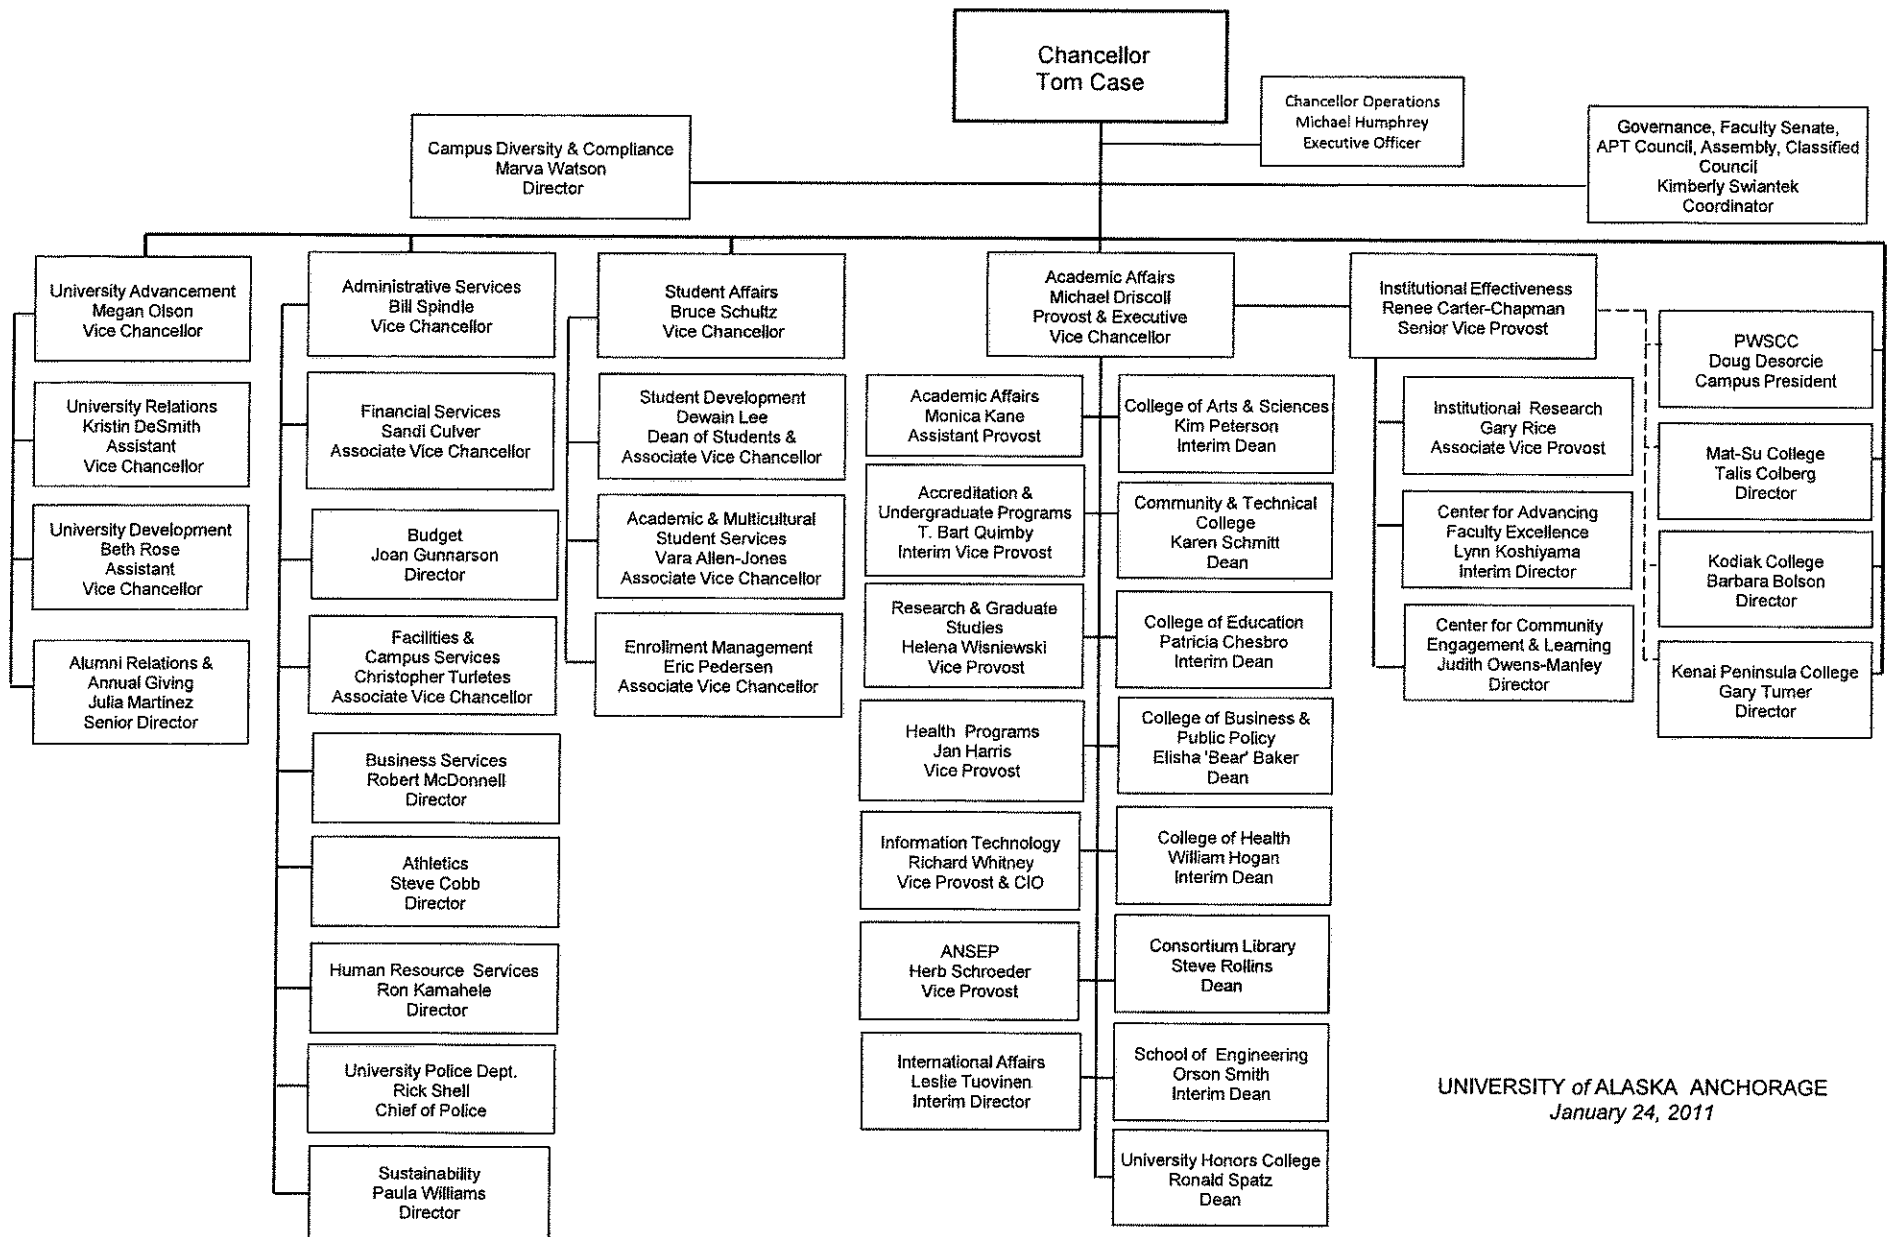 Chancellor
Tom Case
Chancellor Operations
Michael Humphrey
Executive Officer
Campus Diversity & Compliance
Marva Watson
Director
Governance, Faculty Senate,
APT Council, Assembly, Classified
Council
Kimberly Swiantek
Coordinator
University Advancement
Megan Olson
Vice Chancellor
University Relations
Kristin DeSmith
Assistant
Vice Chancellor
University Development
Beth Rose
Assistant
Vice Chancellor
Alumni Relations &
Annual Giving
Julia Martinez
Senior Director
Administrative Services
Bill Spindle
Vice Chancellor
Financial Services
Sandi Culver
Associate Vice Chancellor
Budget
Joan Gunnarson
Director
Facilities &
Campus Services
Christopher Turletes
Associate Vice Chancellor
Business Services
Robert McDonnell
Director
Athletics
Steve Cobb
Director
Human Resource Services
Ron Kamahele
Director
University Police Dept.
Rick Shell
Chief of Police
Sustainability
Paula Williams
Director
Student Affairs
Bruce Schultz
Vice Chancellor
Student Development
Dewain Lee
Dean of Students &
Associate Vice Chancellor
Academic & Multicultural
Student Services
Vara Allen-Jones
Associate Vice Chancellor
Enrollment Management
Eric Pedersen
Associate Vice Chancellor
Academic Affairs
Michael Driscoll
Provost & Executive
Vice Chancellor
Academic Affairs
Monica Kane
Assistant Provost
Accreditation &
Undergraduate Programs
T. Bart Quimby
Interim Vice Provost
Research & Graduate
Studies
Helena Wisniewski
Vice Provost
Health Programs
Jan Harris
Vice Provost
Information Technology
Richard Whitney
Vice Provost & CIO
ANSEP
Herb Schroeder
Vice Provost
International Affairs
Leslie Tuovinen
Interim Director
College of Arts & Sciences
Kim Peterson
Interim Dean
Community & Technical
College
Karen Schmitt
Dean
College of Education
Patricia Chesbro
Interim Dean
College of Business &
Public Policy
Elisha 'Bear' Baker
Dean
College of Health
William Hogan
Interim Dean
Consortium Library
Steve Rollins
Dean
School of Engineering
Orson Smith
Interim Dean
University Honors College
Ronald Spatz
Dean
Institutional Effectiveness
Renee Carter-Chapman
Senior Vice Provost
Institutional Research
Gary Rice
Associate Vice Provost
Center for Advancing
Faculty Excellence
Lynn Koshiyama
Interim Director
Center for Community
Engagement & Learning
Judith Owens-Manley
Director
PWSCC
Doug Desorcie
Campus President
Mat-Su College
Talis Colberg
Director
Kodiak College
Barbara Bolson
Director
Kenai Peninsula College
Gary Turner
Director
UNIVERSITY of ALASKA ANCHORAGE
January 24, 2011